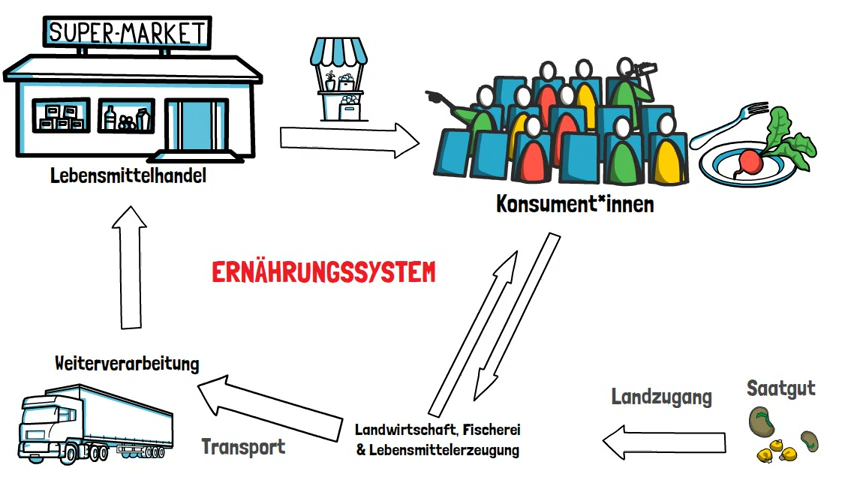 SUPER-MARKET
Lebensmittelhandel
Konsument*innen
ERNÄHRUNGSSYSTEM
Weiterverarbeitung
Transport
Landwirtschaft, Fischerei
& Lebensmittelerzeugung
Landzugang
Saatgut